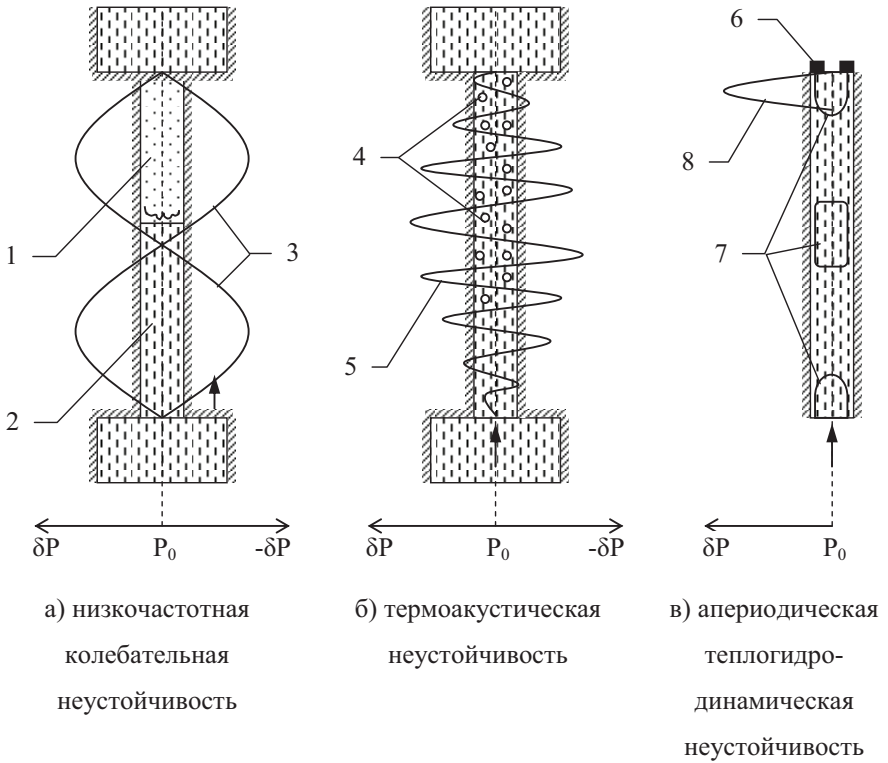 6
4
8
1
3
7
5
2
δP P₀ -δP
δP P₀ -δP
δP P₀
а) низкочастотная
колебательная
неустойчивость
б) термоакустическая
неустойчивость
в) апериодическая
теплогидро-
динамическая
неустойчивость